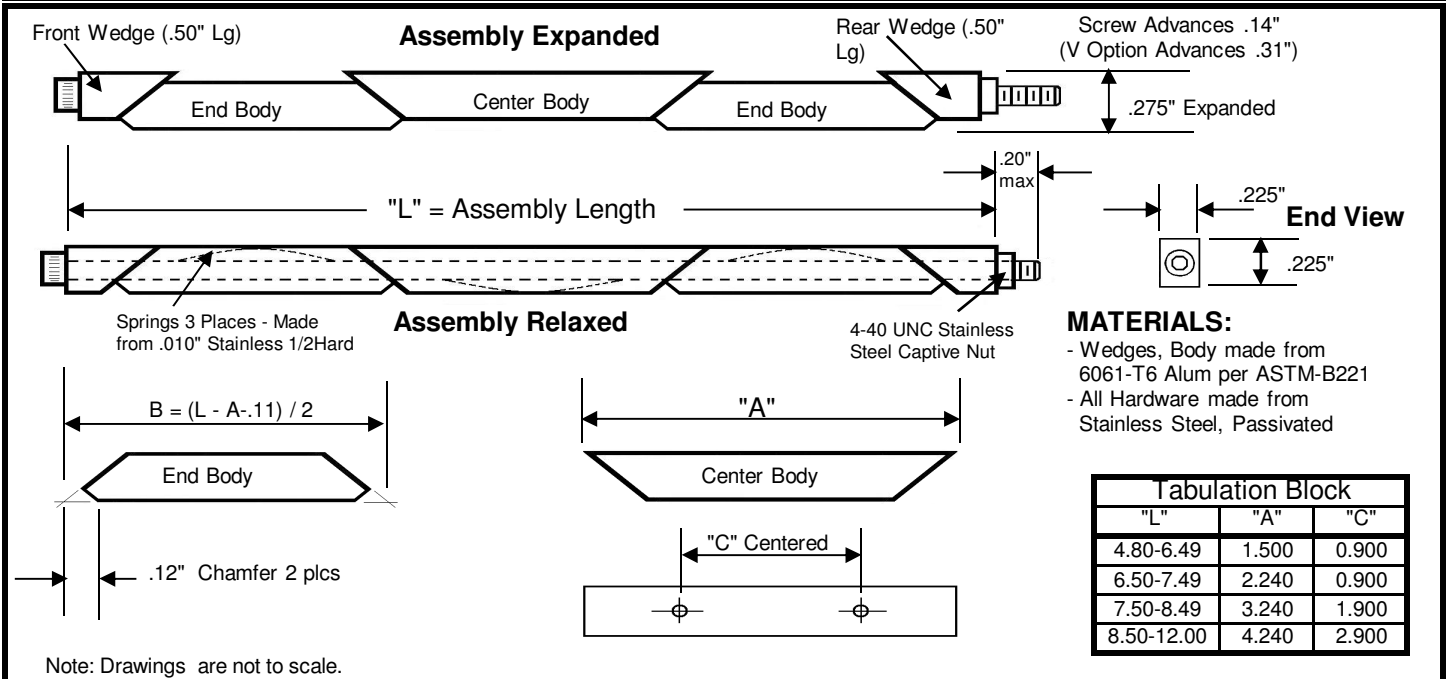 Front Wedge (.50" Lg)
Assembly Expanded
Rear Wedge (.50"
Lg)
Screw Advances .14"
(V Option Advances .31")
End Body
Center Body
End Body
.275" Expanded
.20"
max
"L" = Assembly Length
.225"
End View
.225"
Springs 3 Places - Made
from .010" Stainless 1/2Hard
Assembly Relaxed
4-40 UNC Stainless
Steel Captive Nut
MATERIALS:
- Wedges, Body made from
6061-T6 Alum per ASTM-B221
- All Hardware made from
Stainless Steel, Passivated
B = (L - A-.11) / 2
"A"
End Body
Center Body
.12" Chamfer 2 plcs
"C" Centered
Tabulation Block
"L" "A" "C"
4.80-6.49 1.500 0.900
6.50-7.49 2.240 0.900
7.50-8.49 3.240 1.900
8.50-12.00 4.240 2.900
Note: Drawings are not to scale.